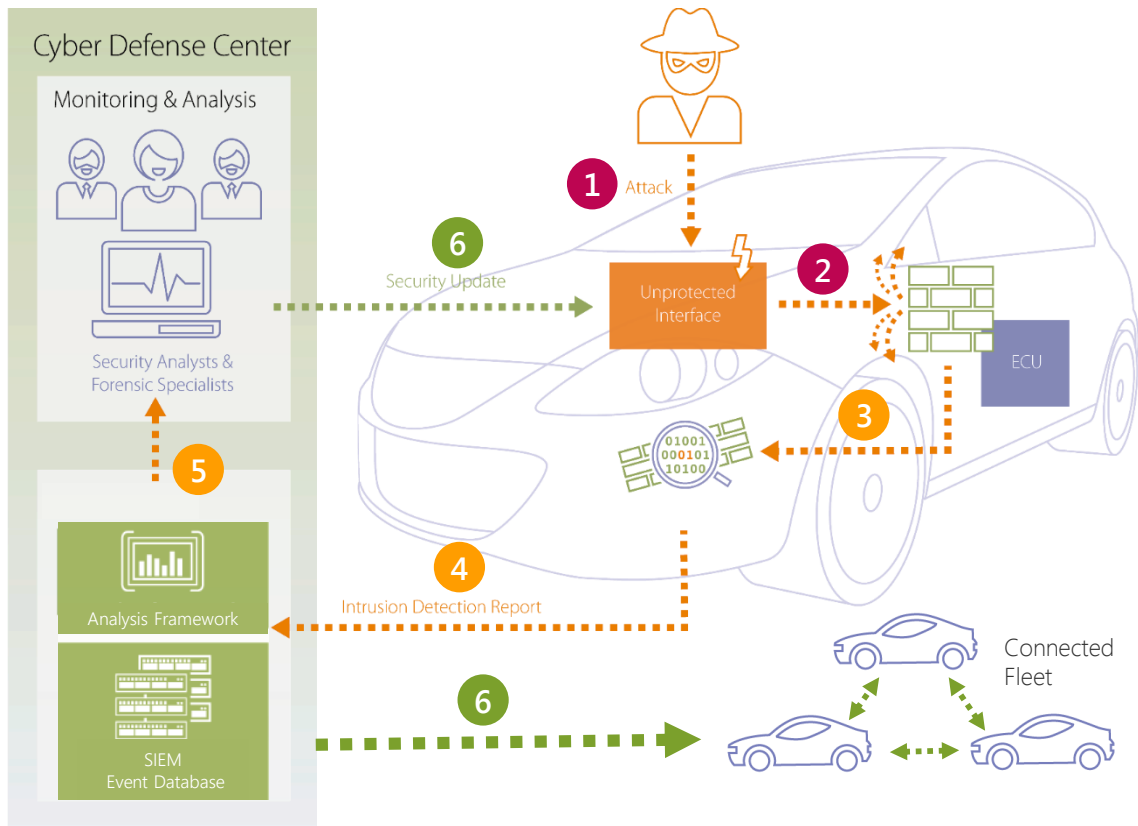 Cyber Defense Center
Monitoring & Analysis
Security Analysts &
Forensic Specialists
5
Analysis Framework
SIEM
Event Database
1
Attack
6
Security Update
Unprotected
Interface
2
ECU
3
01001
000101
10100
4
Intrusion Detection Report
6
Connected
Fleet